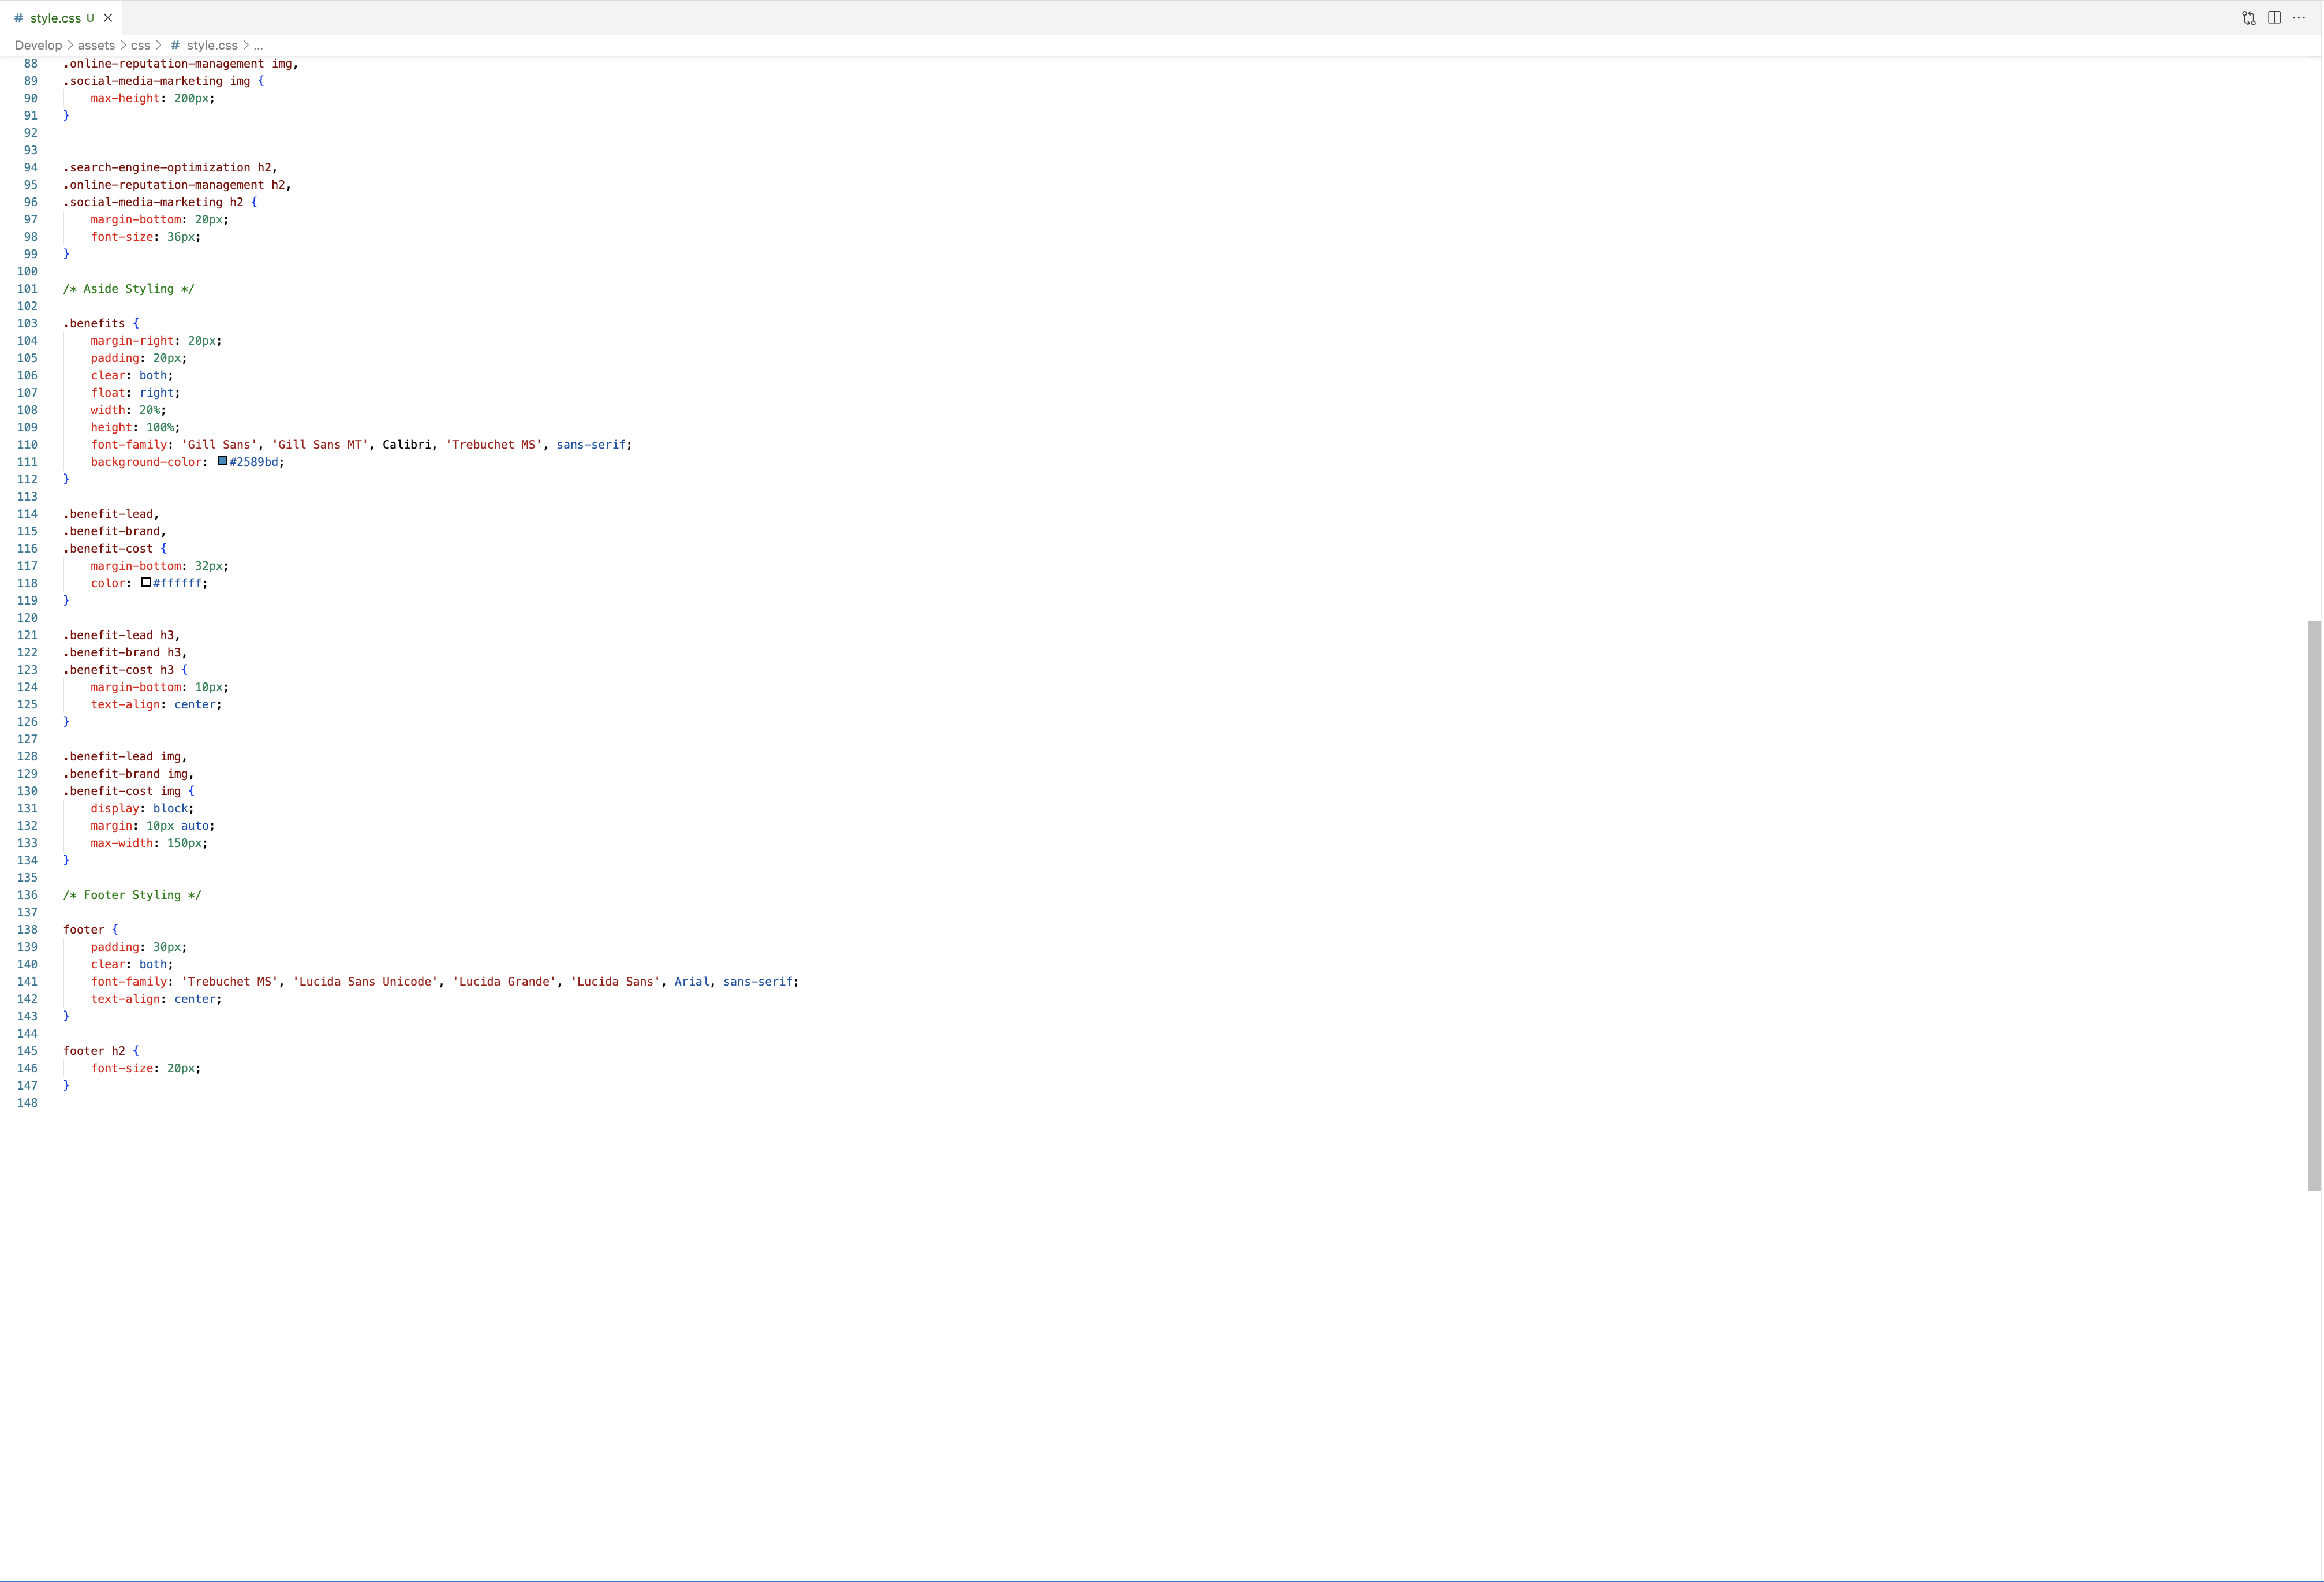 # style.css U ×
Develop > assets > css > # style.css > ...
88 .online-reputation-management img,
89 .social-media-marketing img {
90     max-height: 200px;
91 }
92
93
94 .search-engine-optimization h2,
95 .online-reputation-management h2,
96 .social-media-marketing h2 {
97     margin-bottom: 20px;
98     font-size: 36px;
99 }
100
101 /* Aside Styling */
102
103 .benefits {
104     margin-right: 20px;
105     padding: 20px;
106     clear: both;
107     float: right;
108     width: 20%;
109     height: 100%;
110     font-family: 'Gill Sans', 'Gill Sans MT', Calibri, 'Trebuchet MS', sans-serif;
111     background-color: #2589bd;
112 }
113
114 .benefit-lead,
115 .benefit-brand,
116 .benefit-cost {
117     margin-bottom: 32px;
118     color: #ffffff;
119 }
120
121 .benefit-lead h3,
122 .benefit-brand h3,
123 .benefit-cost h3 {
124     margin-bottom: 10px;
125     text-align: center;
126 }
127
128 .benefit-lead img,
129 .benefit-brand img,
130 .benefit-cost img {
131     display: block;
132     margin: 10px auto;
133     max-width: 150px;
134 }
135
136 /* Footer Styling */
137
138 footer {
139     padding: 30px;
140     clear: both;
141     font-family: 'Trebuchet MS', 'Lucida Sans Unicode', 'Lucida Grande', 'Lucida Sans', Arial, sans-serif;
142     text-align: center;
143 }
144
145 footer h2 {
146     font-size: 20px;
147 }
148